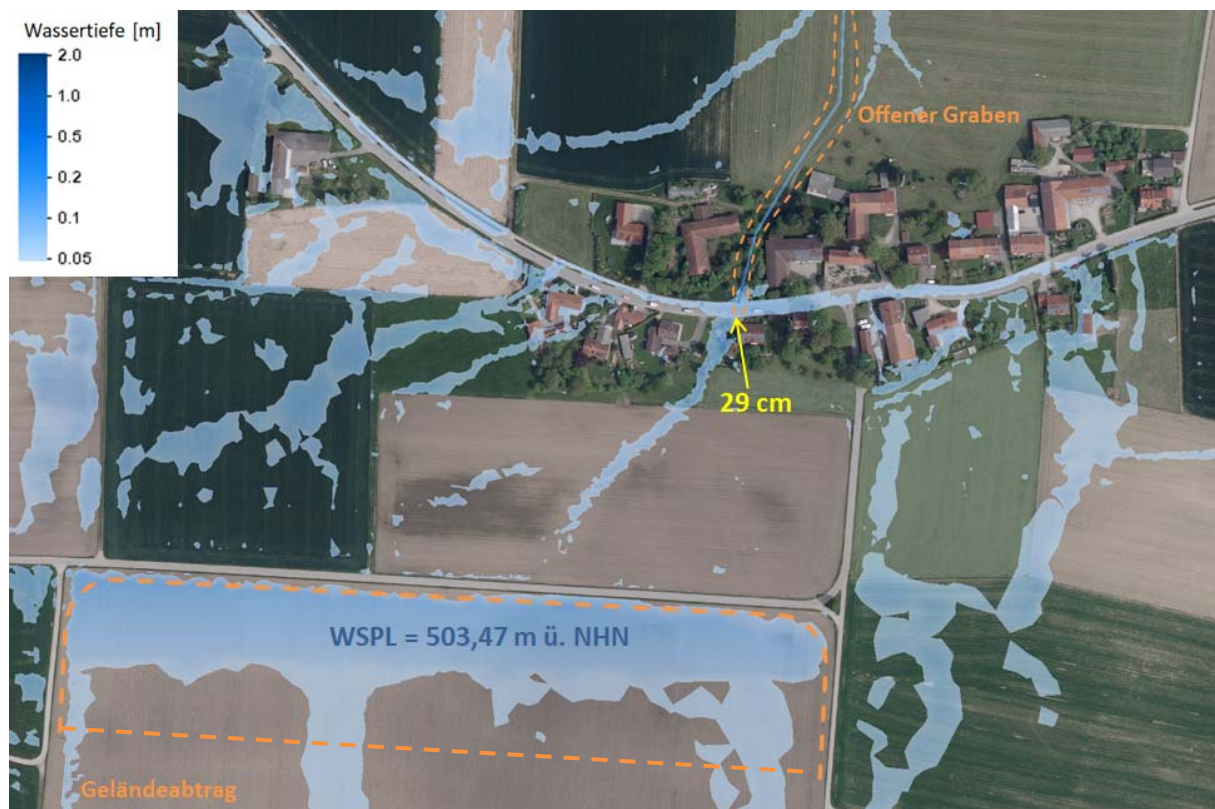 Wassertiefe [m]
2.0
1.0
0.5
0.2
0.1
0.05
Offener Graben
29 cm
WSPL = 503,47 m ü. NHN
Geländeabtrag